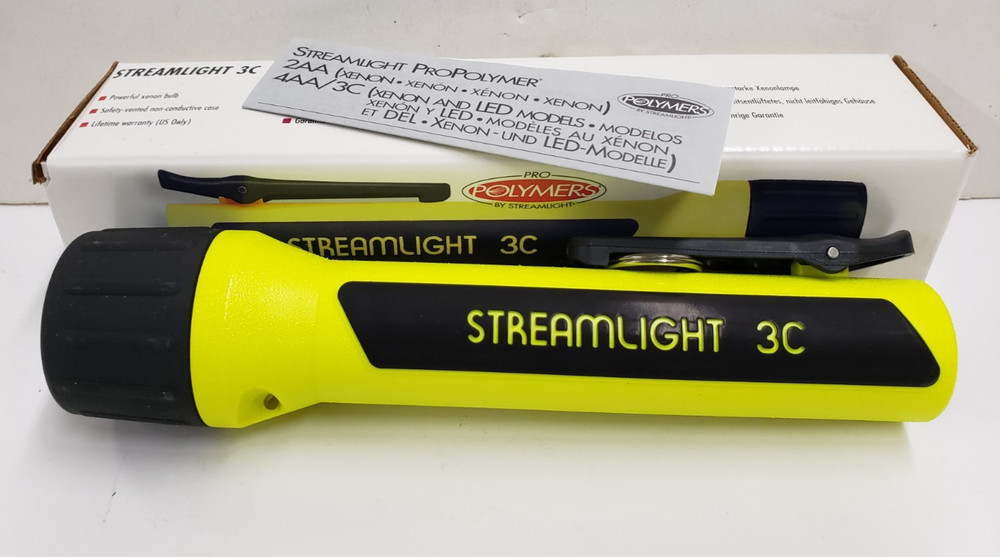 STREAMLIGHT 3C
Powerful xenon bulb
Safety-vented non-conductive case
Lifetime warranty (US Only)
STREAMLIGHT PROPOLYMER®
2AA (XENON • XENÓN • XÉNON • XENON)
4AA/3C (XENON AND LED MODELS • MODELOS
XENÓN Y LED • MODÈLES AU XÉNON
ET DEL • XENON- UND LED-MODELLE)
PRO
POLYMERS
BY STREAMLIGHT
starke Xenonlampe
nicht leitfähiges Gehäuse
Garantie
PRO
POLYMERS®
BY STREAMLIGHT
STREAMLIGHT 3C
STREAMLIGHT 3C